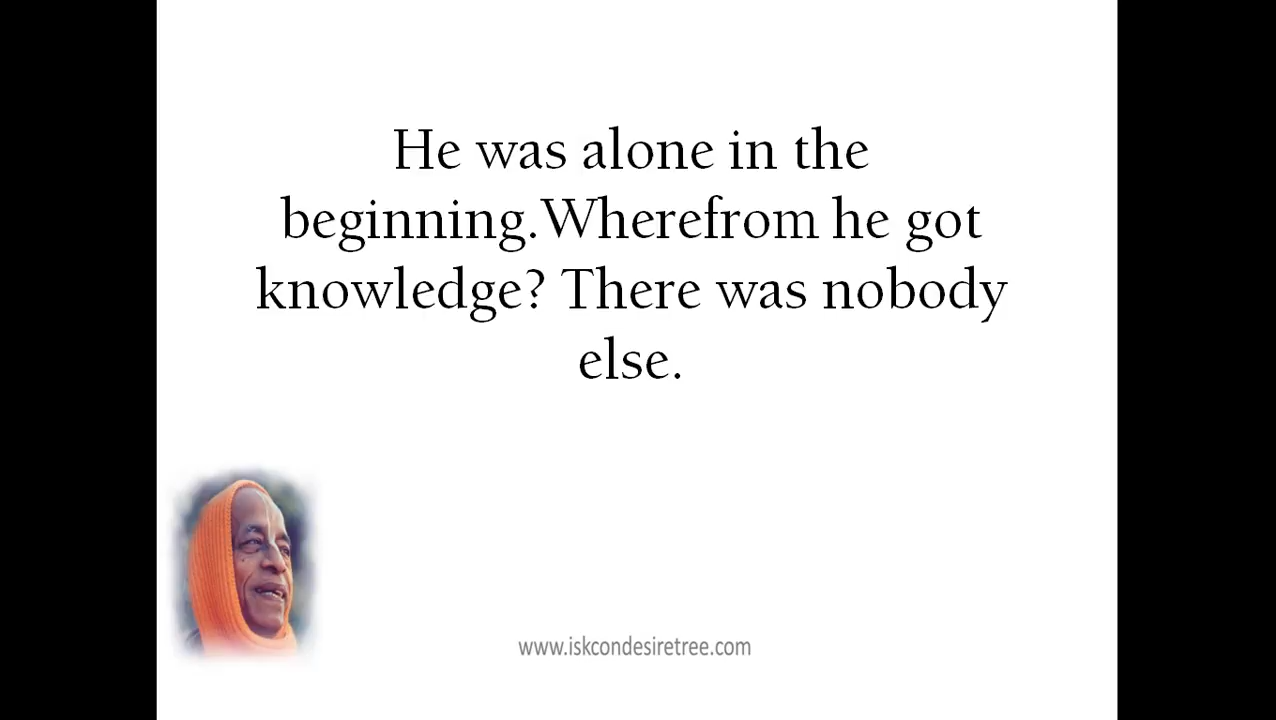 He was alone in the
beginning.Wherefrom he got
knowledge? There was nobody
else.
www.iskcondesiretree.com